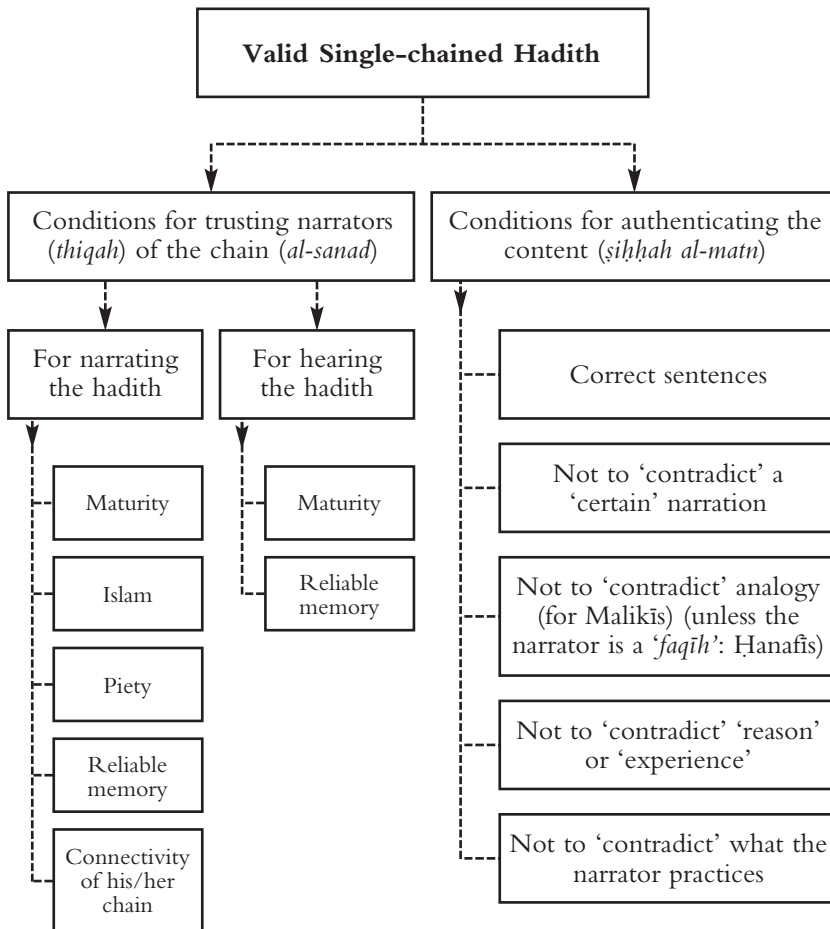 Valid Single-chained Hadith
Conditions for trusting narrators
(thiqah) of the chain (al-sanad)
For narrating
the hadith
Maturity
Islam
Piety
Reliable
memory
Connectivity
of his/her
chain
For hearing
the hadith
Maturity
Reliable
memory
Conditions for authenticating the
content (ṣiḥḥah al-matn)
Correct sentences
Not to ‘contradict’ a
‘certain’ narration
Not to ‘contradict’ analogy
(for Malikīs) (unless the
narrator is a ‘faqīh’: Ḥanafīs)
Not to ‘contradict’ ‘reason’
or ‘experience’
Not to ‘contradict’ what the
narrator practices